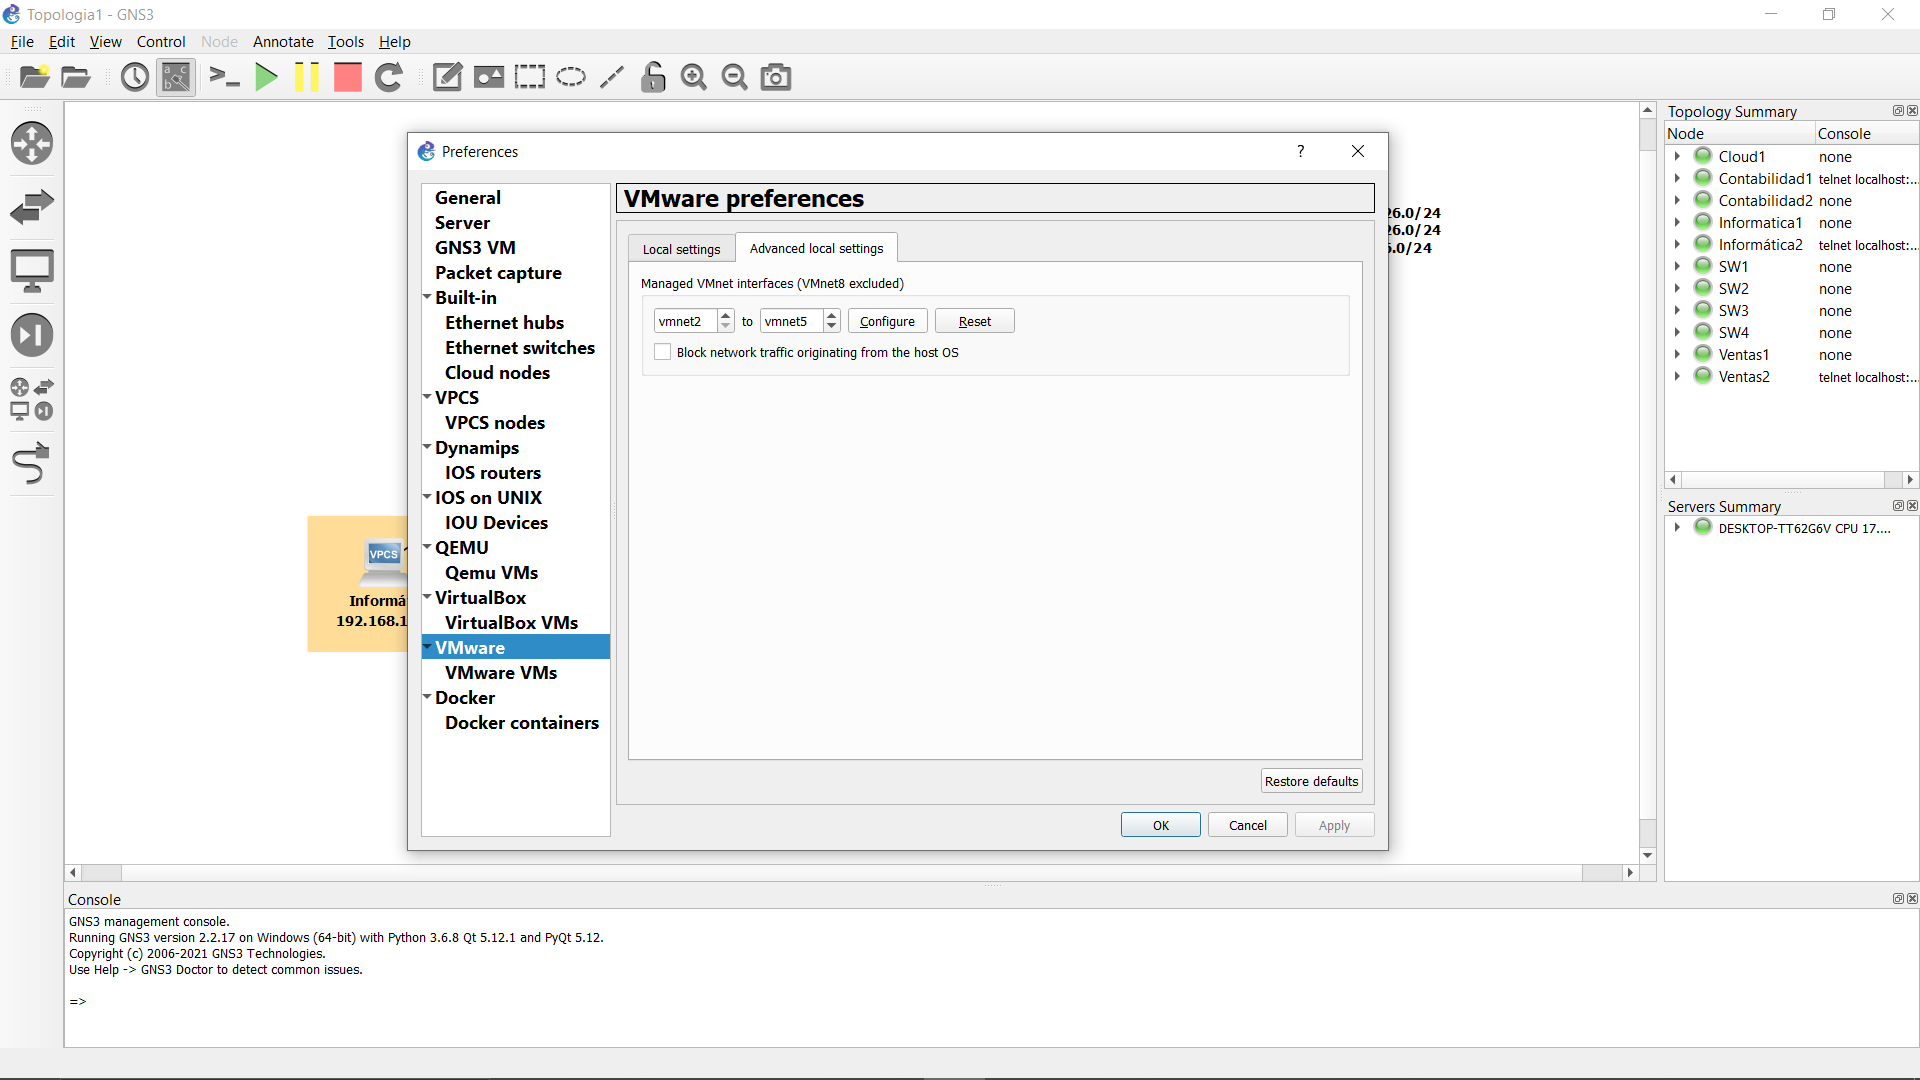 Topologia1 - GNS3
File Edit View Control Node Annotate Tools Help
Preferences
?
General
Server
GNS3 VM
Packet capture
Built-in
Ethernet hubs
Ethernet switches
Cloud nodes
VPCS
VPCS nodes
Dynamips
IOS routers
IOS on UNIX
IOU Devices
QEMU
Qemu VMs
VirtualBox
VirtualBox VMs
VMware
VMware VMs
Docker
Docker containers
VMware preferences
Local settings
Advanced local settings
Managed VMnet interfaces (VMnet8 excluded)
vmnet2 to vmnet5 Configure Reset
Block network traffic originating from the host OS
Restore defaults
OK Cancel Apply
26.0/24
26.0/24
.0/24
VPCS
Informá
192.168.1
Topology Summary
Node Console
Cloud1 none
Contabilidad1 telnet localhost:...
Contabilidad2 none
Informatica1 none
Informática2 telnet localhost:...
SW1 none
SW2 none
SW3 none
SW4 none
Ventas1 none
Ventas2 telnet localhost:...
Servers Summary
DESKTOP-TT62G6V CPU 17....
Console
GNS3 management console.
Running GNS3 version 2.2.17 on Windows (64-bit) with Python 3.6.8 Qt 5.12.1 and PyQt 5.12.
Copyright (c) 2006-2021 GNS3 Technologies.
Use Help -> GNS3 Doctor to detect common issues.
=>